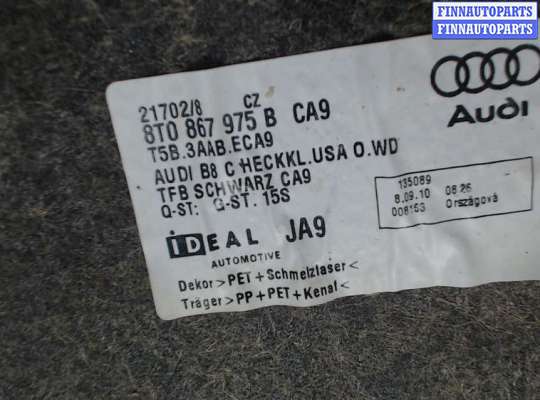 FINNAUTOPARTS
FINNAUTOPARTS
21702/8 CZ
8T0 867 975 B CA9
T5B.3AAB.ECA9
AUDI B8 C HECKKL.USA O.WD
TFB SCHWARZ CA9
Q-ST: G-ST. 15S
IDEAL JA9
AUTOMOTIVE
Dekor >PET+Schmelzfaser<
Träger >PP+PET+Kenaf<
Audi
135089
8.09.10 06:26
008153 Országová